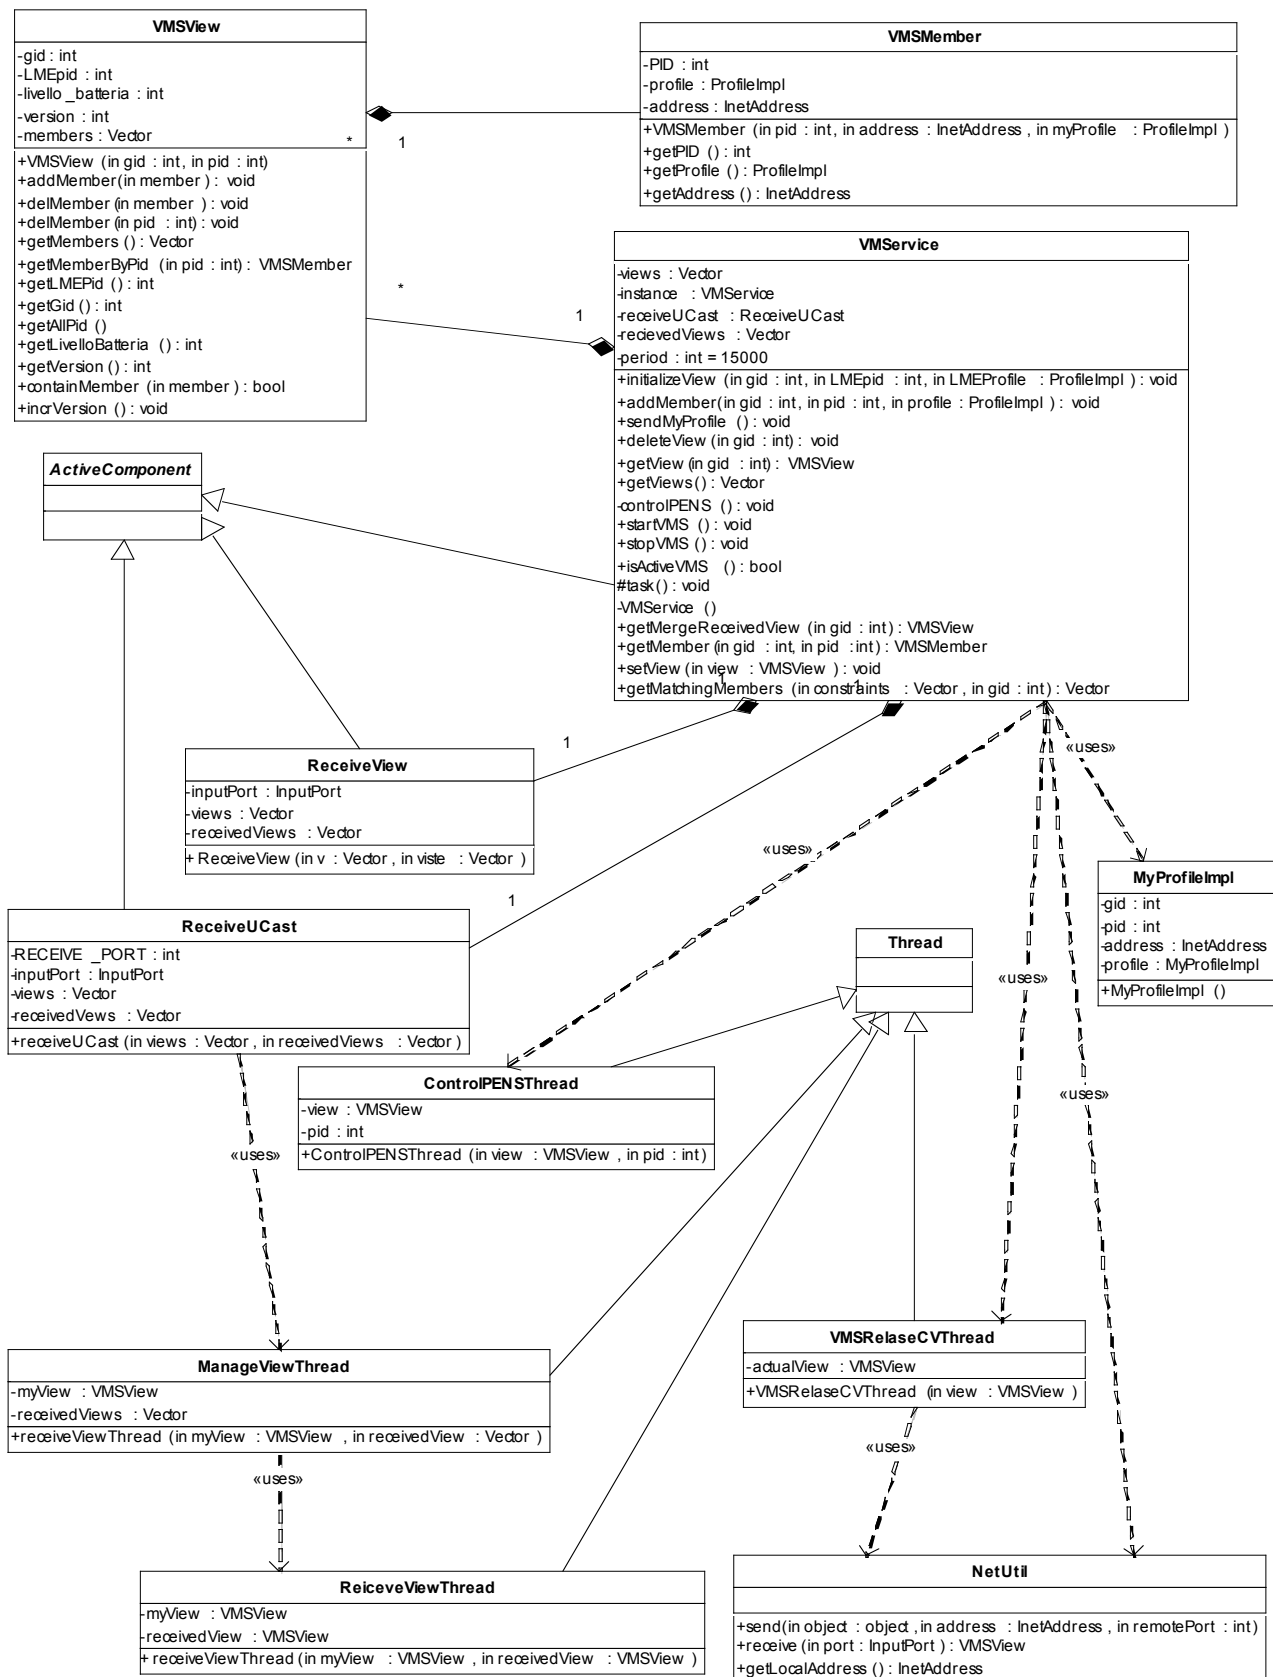 VMSView
-gid : int
-LMEpid : int
-livello_batteria : int
-version : int
-members : Vector
+VMSView (in gid : int, in pid : int)
+addMember(in member ) : void
+delMember (in member ) : void
+delMember (in pid : int) : void
+getMembers () : Vector
+getMemberByPid (in pid : int) : VMSMember
+getLMEPid () : int
+getGid () : int
+getAllPid ()
+getLivelloBatteria () : int
+getVersion () : int
+containMember (in member ) : bool
+incrVersion () : void
*
1
VMSMember
-PID : int
-profile : ProfileImpl
-address : InetAddress
+VMSMember (in pid : int, in address : InetAddress , in myProfile : ProfileImpl )
+getPID () : int
+getProfile () : ProfileImpl
+getAddress () : InetAddress
*
1
VMService
-views : Vector
-instance : VMService
-receiveUCast : ReceiveUCast
-recievedViews : Vector
-period : int = 15000
+initializeView (in gid : int, in LMEpid : int, in LMEProfile : ProfileImpl ) : void
+addMember(in gid : int, in pid : int, in profile : ProfileImpl ) : void
+sendMyProfile () : void
+deleteView (in gid : int) : void
+getView (in gid : int) : VMSView
+getViews() : Vector
-controlPENS () : void
+startVMS () : void
+stopVMS () : void
+isActiveVMS () : bool
#task() : void
-VMService ()
+getMergeReceivedView (in gid : int) : VMSView
+getMember (in gid : int, in pid : int) : VMSMember
+setView (in view : VMSView ) : void
+getMatchingMembers (in constraints : Vector , in gid : int) : Vector
1
1
ActiveComponent
1
ReceiveView
-inputPort : InputPort
-views : Vector
-receivedViews : Vector
+ ReceiveView (in v : Vector , in viste : Vector )
«uses»
«uses»
MyProfileImpl
-gid : int
-pid : int
-address : InetAddress
-profile : MyProfileImpl
+MyProfileImpl ()
1
ReceiveUCast
-RECEIVE _PORT : int
-inputPort : InputPort
-views : Vector
-receivedVews : Vector
+receiveUCast (in views : Vector , in receivedViews : Vector )
Thread
«uses»
ControlPENSThread
-view : VMSView
-pid : int
+ControlPENSThread (in view : VMSView , in pid : int)
«uses»
«uses»
VMSRelaseCVThread
-actualView : VMSView
+VMSRelaseCVThread (in view : VMSView )
ManageViewThread
-myView : VMSView
-receivedViews : Vector
+receiveViewThread (in myView : VMSView , in receivedView : Vector )
«uses»
«uses»
ReiceveViewThread
-myView : VMSView
-receivedView : VMSView
+ receiveViewThread (in myView : VMSView , in receivedView : VMSView )
NetUtil
+send(in object : object , in address : InetAddress , in remotePort : int)
+receive (in port : InputPort ) : VMSView
+getLocalAddress () : InetAddress